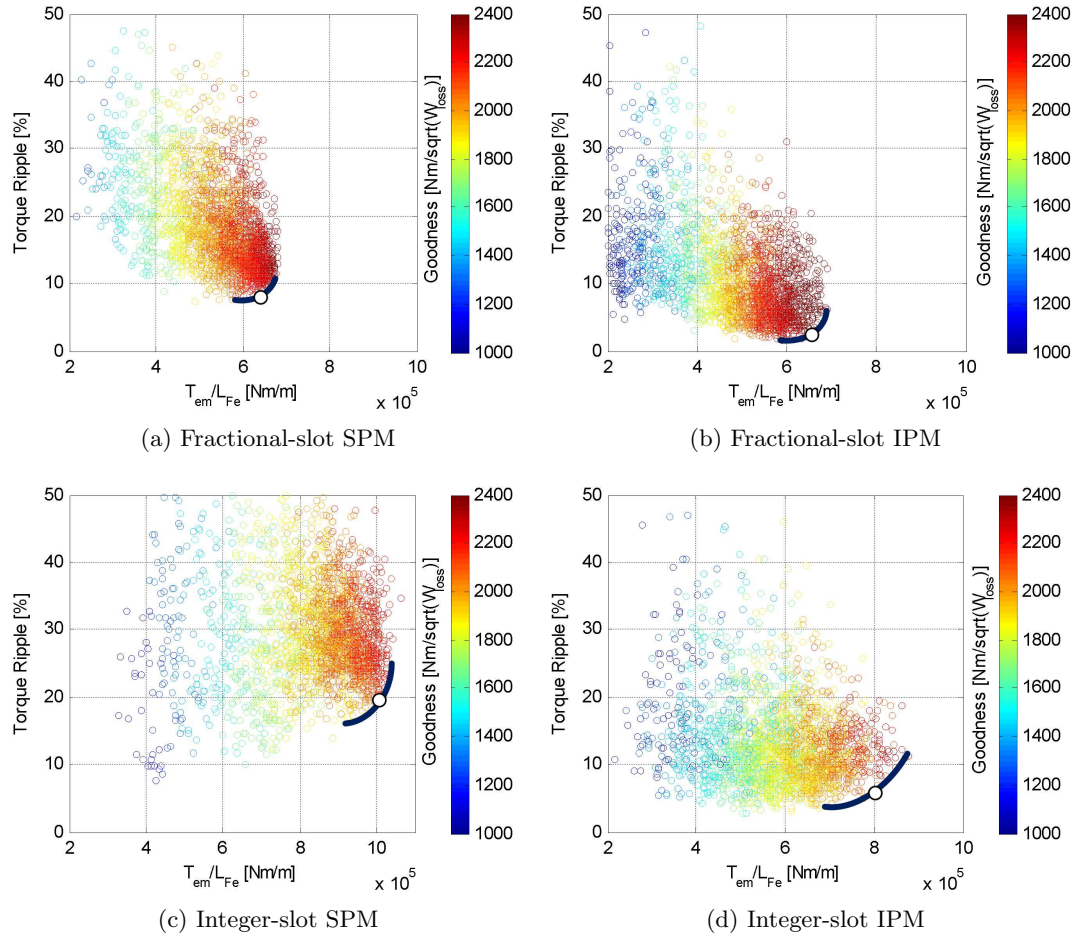 50
40
30
20
10
0
Torque Ripple [%]
2 4 6 8 10
T_em/L_Fe [Nm/m]
x 10^5
2400
2200
2000
1800
1600
1400
1200
1000
Goodness [Nm/sqrt(W_loss)]
(a) Fractional-slot SPM
50
40
30
20
10
0
Torque Ripple [%]
2 4 6 8 10
T_em/L_Fe [Nm/m]
x 10^5
2400
2200
2000
1800
1600
1400
1200
1000
Goodness [Nm/sqrt(W_loss)]
(b) Fractional-slot IPM
50
40
30
20
10
0
Torque Ripple [%]
2 4 6 8 10
T_em/L_Fe [Nm/m]
x 10^5
2400
2200
2000
1800
1600
1400
1200
1000
Goodness [Nm/sqrt(W_loss)]
(c) Integer-slot SPM
50
40
30
20
10
0
Torque Ripple [%]
2 4 6 8 10
T_em/L_Fe [Nm/m]
x 10^5
2400
2200
2000
1800
1600
1400
1200
1000
Goodness [Nm/sqrt(W_loss)]
(d) Integer-slot IPM